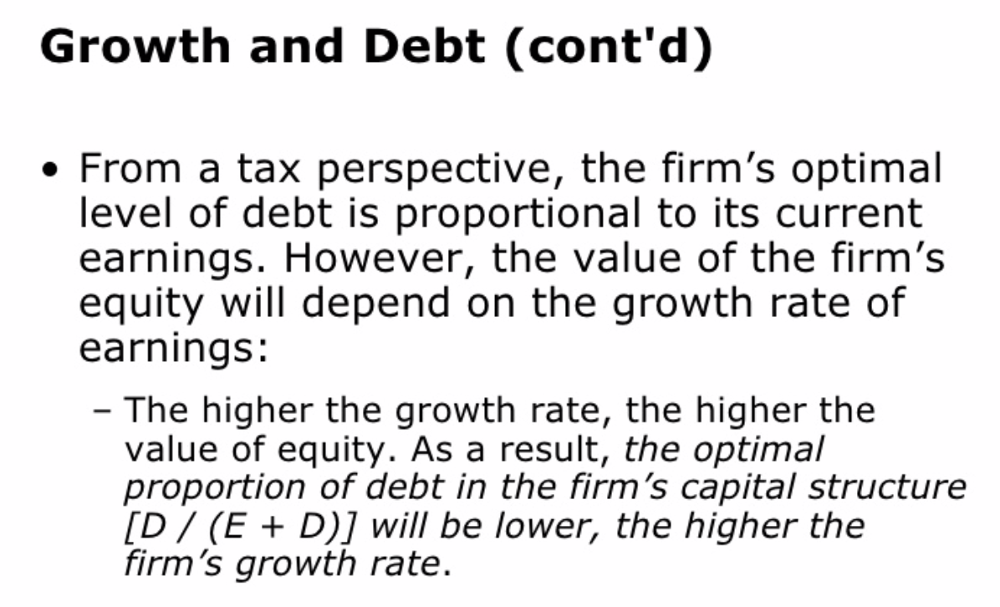 Growth and Debt (cont'd)
• From a tax perspective, the firm’s optimal
level of debt is proportional to its current
earnings. However, the value of the firm’s
equity will depend on the growth rate of
earnings:
– The higher the growth rate, the higher the
value of equity. As a result, the optimal
proportion of debt in the firm’s capital structure
[D / (E + D)] will be lower, the higher the
firm’s growth rate.